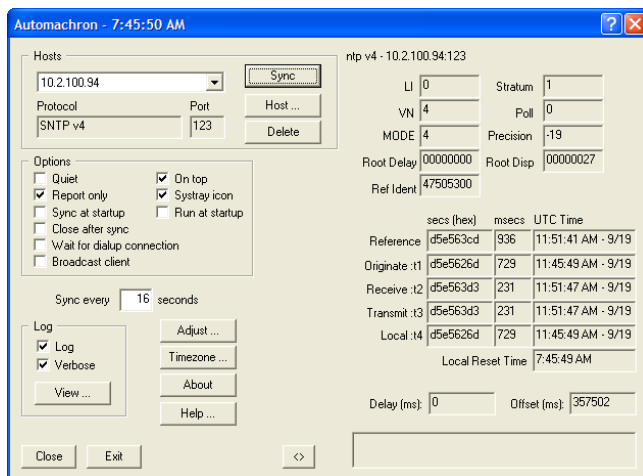 Automachron - 7:45:50 AM
Hosts
10.2.100.94
Sync
Protocol
Port
Host ...
SNTP v4
123
Delete
Options
Quiet
On top
Report only
Systray icon
Sync at startup
Run at startup
Close after sync
Wait for dialup connection
Broadcast client
Sync every 16 seconds
Log
Log
Verbose
View ...
Adjust ...
Timezone ...
About
Help ...
Close
Exit
<>
ntp v4 - 10.2.100.94:123
LI 0 Stratum 1
VN 4 Poll 0
MODE 4 Precision -19
Root Delay 00000000 Root Disp 00000027
Ref Ident 47505300
secs (hex) msecs UTC Time
Reference d5e563cd 936 11:51:41 AM - 9/19
Originate :t1 d5e5626d 729 11:45:49 AM - 9/19
Receive :t2 d5e563d3 231 11:51:47 AM - 9/19
Transmit :t3 d5e563d3 231 11:51:47 AM - 9/19
Local :t4 d5e5626d 729 11:45:49 AM - 9/19
Local Reset Time 7:45:49 AM
Delay (ms): 0 Offset (ms): 357502